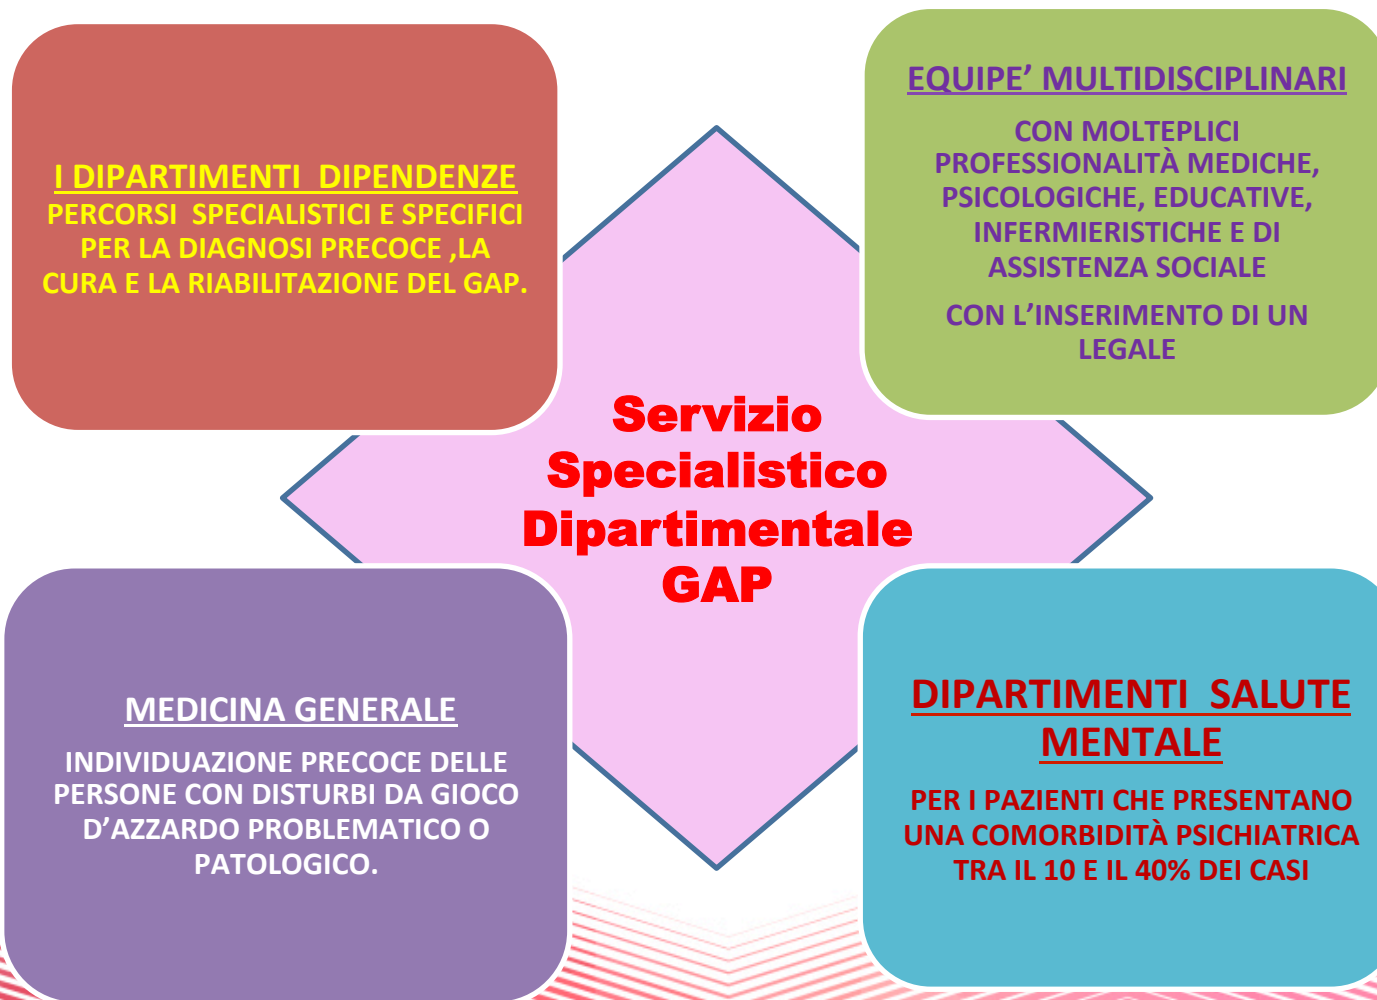 I DIPARTIMENTI DIPENDENZE
PERCORSI SPECIALISTICI E SPECIFICI
PER LA DIAGNOSI PRECOCE ,LA
CURA E LA RIABILITAZIONE DEL GAP.
EQUIPE’ MULTIDISCIPLINARI
CON MOLTEPLICI
PROFESSIONALITÀ MEDICHE,
PSICOLOGICHE, EDUCATIVE,
INFERMIERISTICHE E DI
ASSISTENZA SOCIALE
CON L’INSERIMENTO DI UN
LEGALE
Servizio
Specialistico
Dipartimentale
GAP
MEDICINA GENERALE
INDIVIDUAZIONE PRECOCE DELLE
PERSONE CON DISTURBI DA GIOCO
D’AZZARDO PROBLEMATICO O
PATOLOGICO.
DIPARTIMENTI SALUTE
MENTALE
PER I PAZIENTI CHE PRESENTANO
UNA COMORBIDITÀ PSICHIATRICA
TRA IL 10 E IL 40% DEI CASI